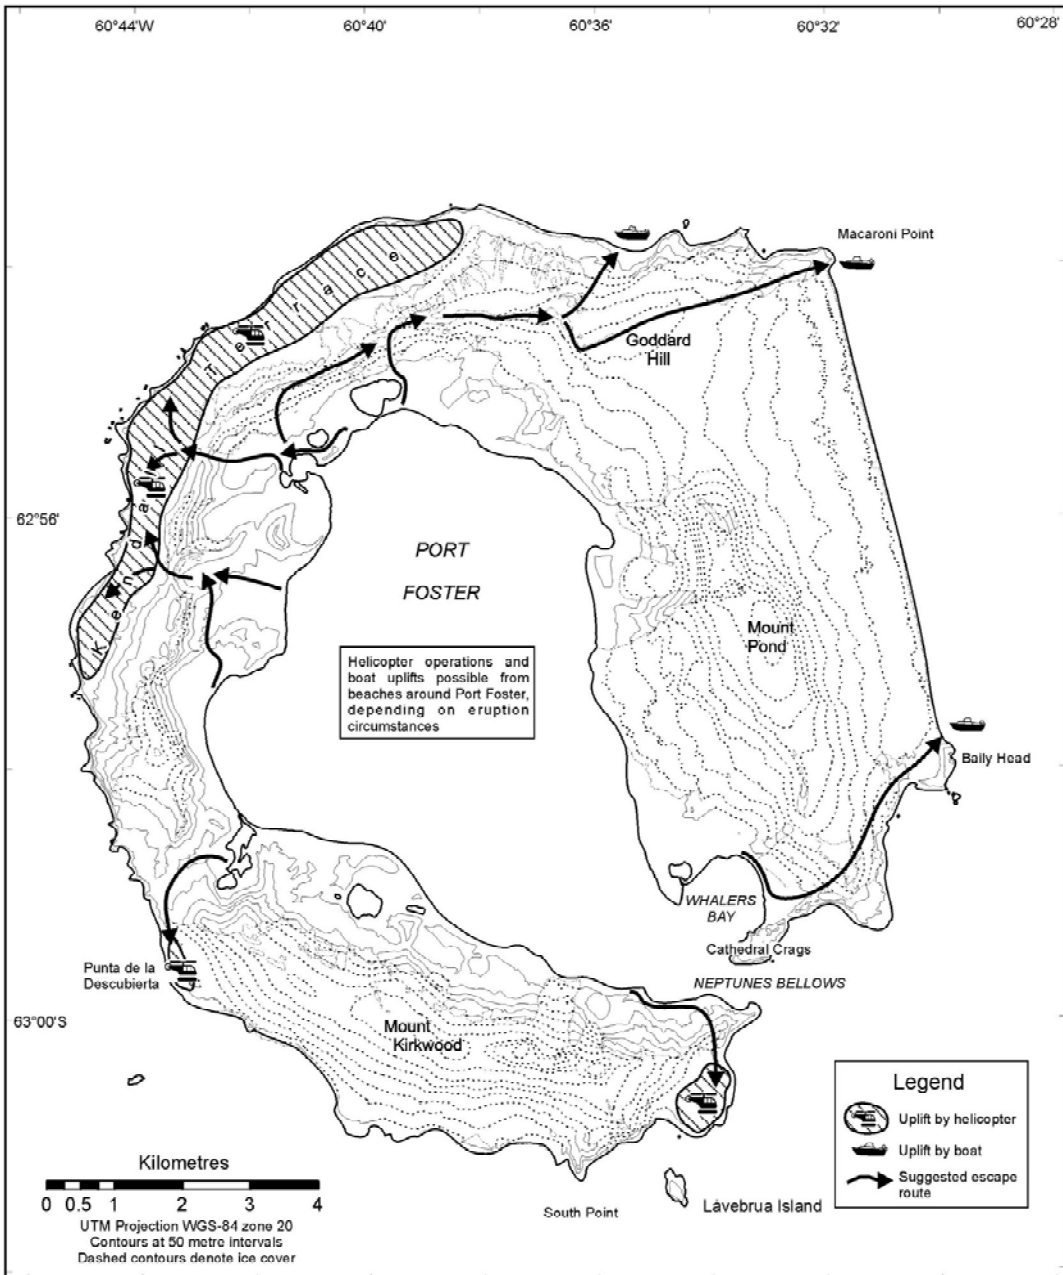 60°44'W
60°40'
60°36'
60°32'
60°28'
Macaroni Point
Goddard
Hill
Kendall Terrace
62°56'
PORT
FOSTER
Mount
Pond
Helicopter operations and
boat uplifts possible from
beaches around Port Foster,
depending on eruption
circumstances
Baily Head
WHALERS
BAY
Cathedral Crags
NEPTUNES BELLOWS
Punta de la
Descubierta
63°00'S
Mount
Kirkwood
Legend
Uplift by helicopter
Uplift by boat
Suggested escape
route
Kilometres
0 0.5 1 2 3 4
UTM Projection WGS-84 zone 20
Contours at 50 metre intervals
Dashed contours denote ice cover
South Point
Lávebrua Island